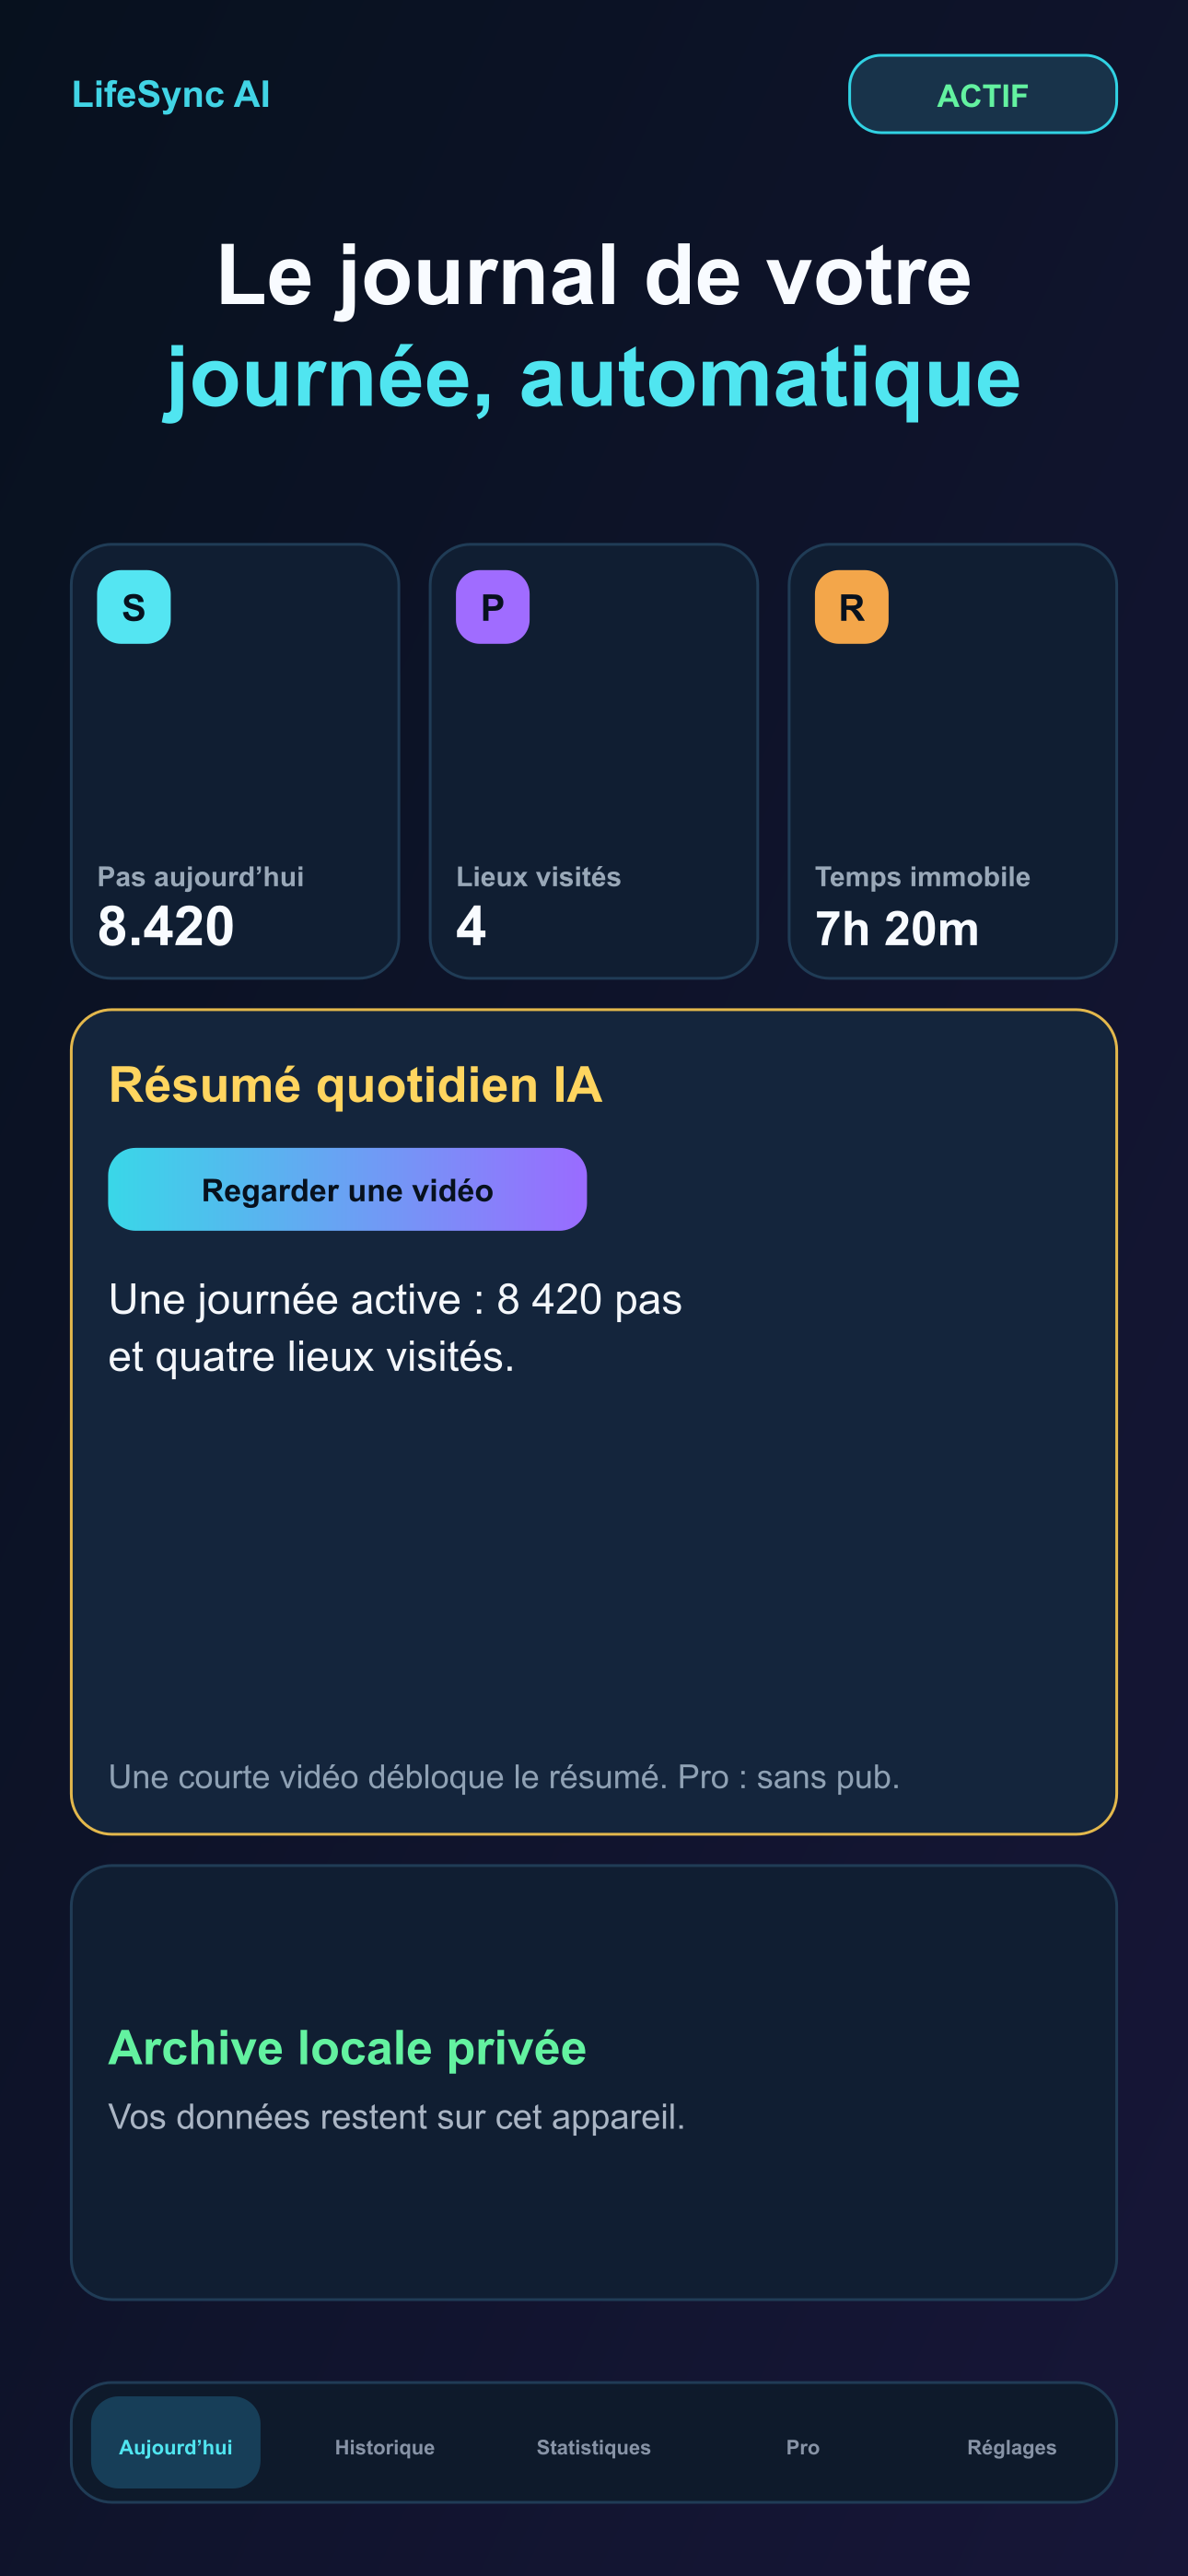 LifeSync AI
ACTIF
Le journal de votre
journée, automatique
S
P
R
Pas aujourd’hui
8.420
Lieux visités
4
Temps immobile
7h 20m
Résumé quotidien IA
Regarder une vidéo
Une journée active : 8 420 pas
et quatre lieux visités.
Une courte vidéo débloque le résumé. Pro : sans pub.
Archive locale privée
Vos données restent sur cet appareil.
Aujourd’hui
Historique
Statistiques
Pro
Réglages